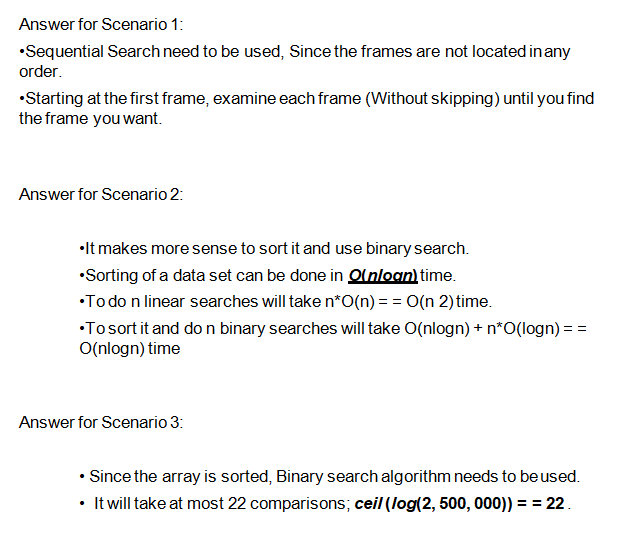 Answer for Scenario 1:
•Sequential Search need to be used, Since the frames are not located in any
order.
•Starting at the first frame, examine each frame (Without skipping) until you find
the frame you want.
Answer for Scenario 2:
•It makes more sense to sort it and use binary search.
•Sorting of a data set can be done in O(nlogn) time.
•To do n linear searches will take n*O(n) = = O(n 2) time.
•To sort it and do n binary searches will take O(nlogn) + n*O(logn) = =
O(nlogn) time
Answer for Scenario 3:
• Since the array is sorted, Binary search algorithm needs to be used.
• It will take at most 22 comparisons; ceil (log(2, 500, 000)) = = 22 .